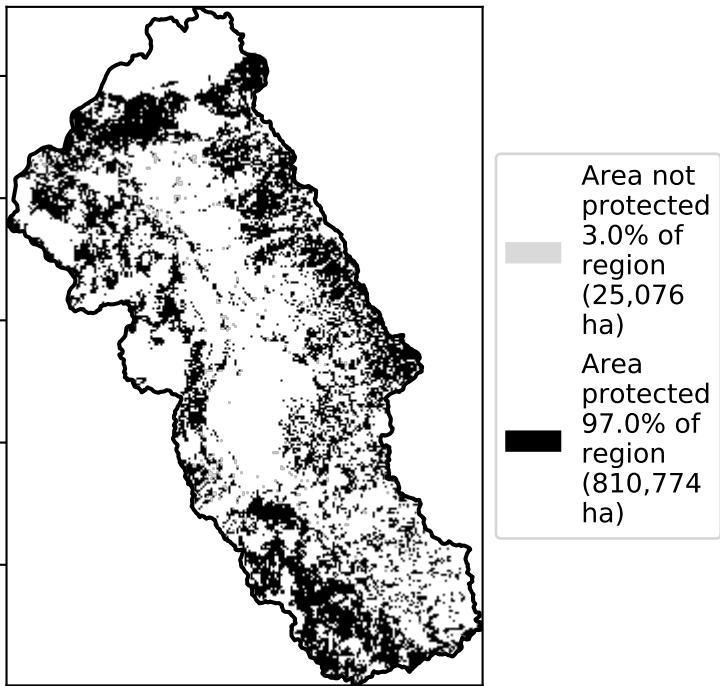 Area not
protected
3.0% of
region
(25,076
ha)
Area
protected
97.0% of
region
(810,774
ha)